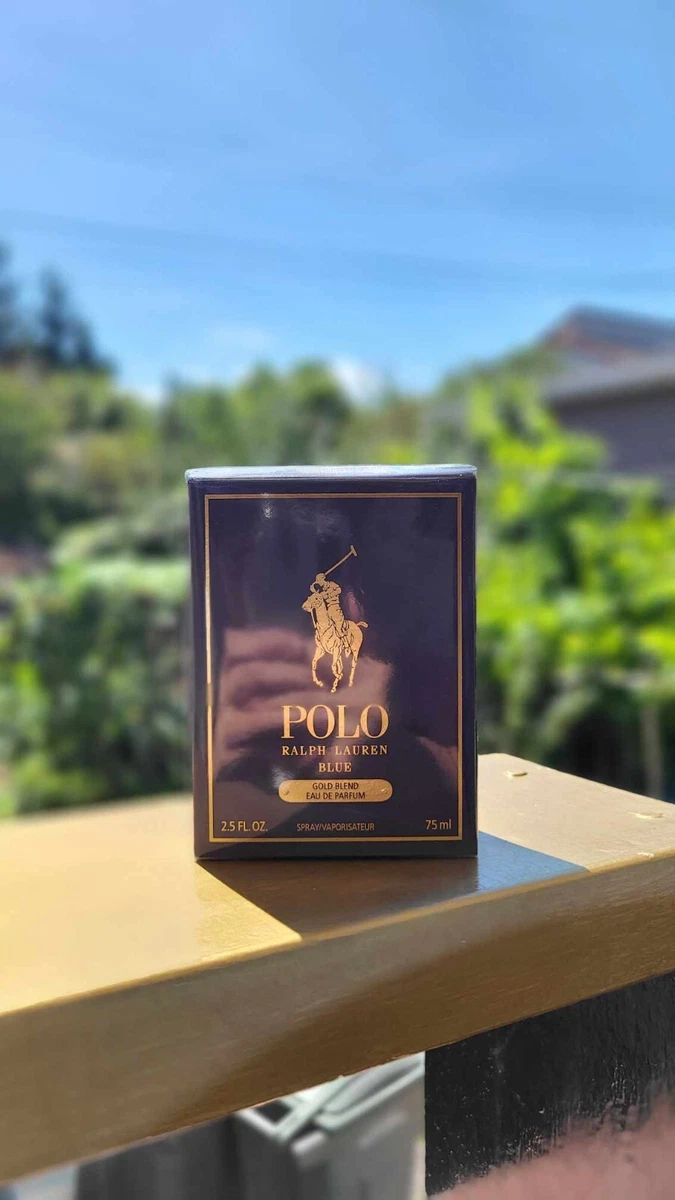 POLO
RALPH LAUREN
BLUE
GOLD BLEND
EAU DE PARFUM
2.5 FL. OZ. SPRAY/VAPORISATEUR 75 ml